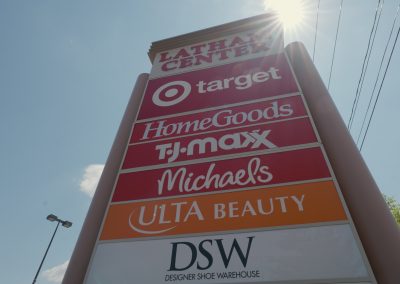 LATHAM
CENTER
target
HomeGoods
T·J·maxx
Michaels
ULTA BEAUTY
DSW
DESIGNER SHOE WAREHOUSE